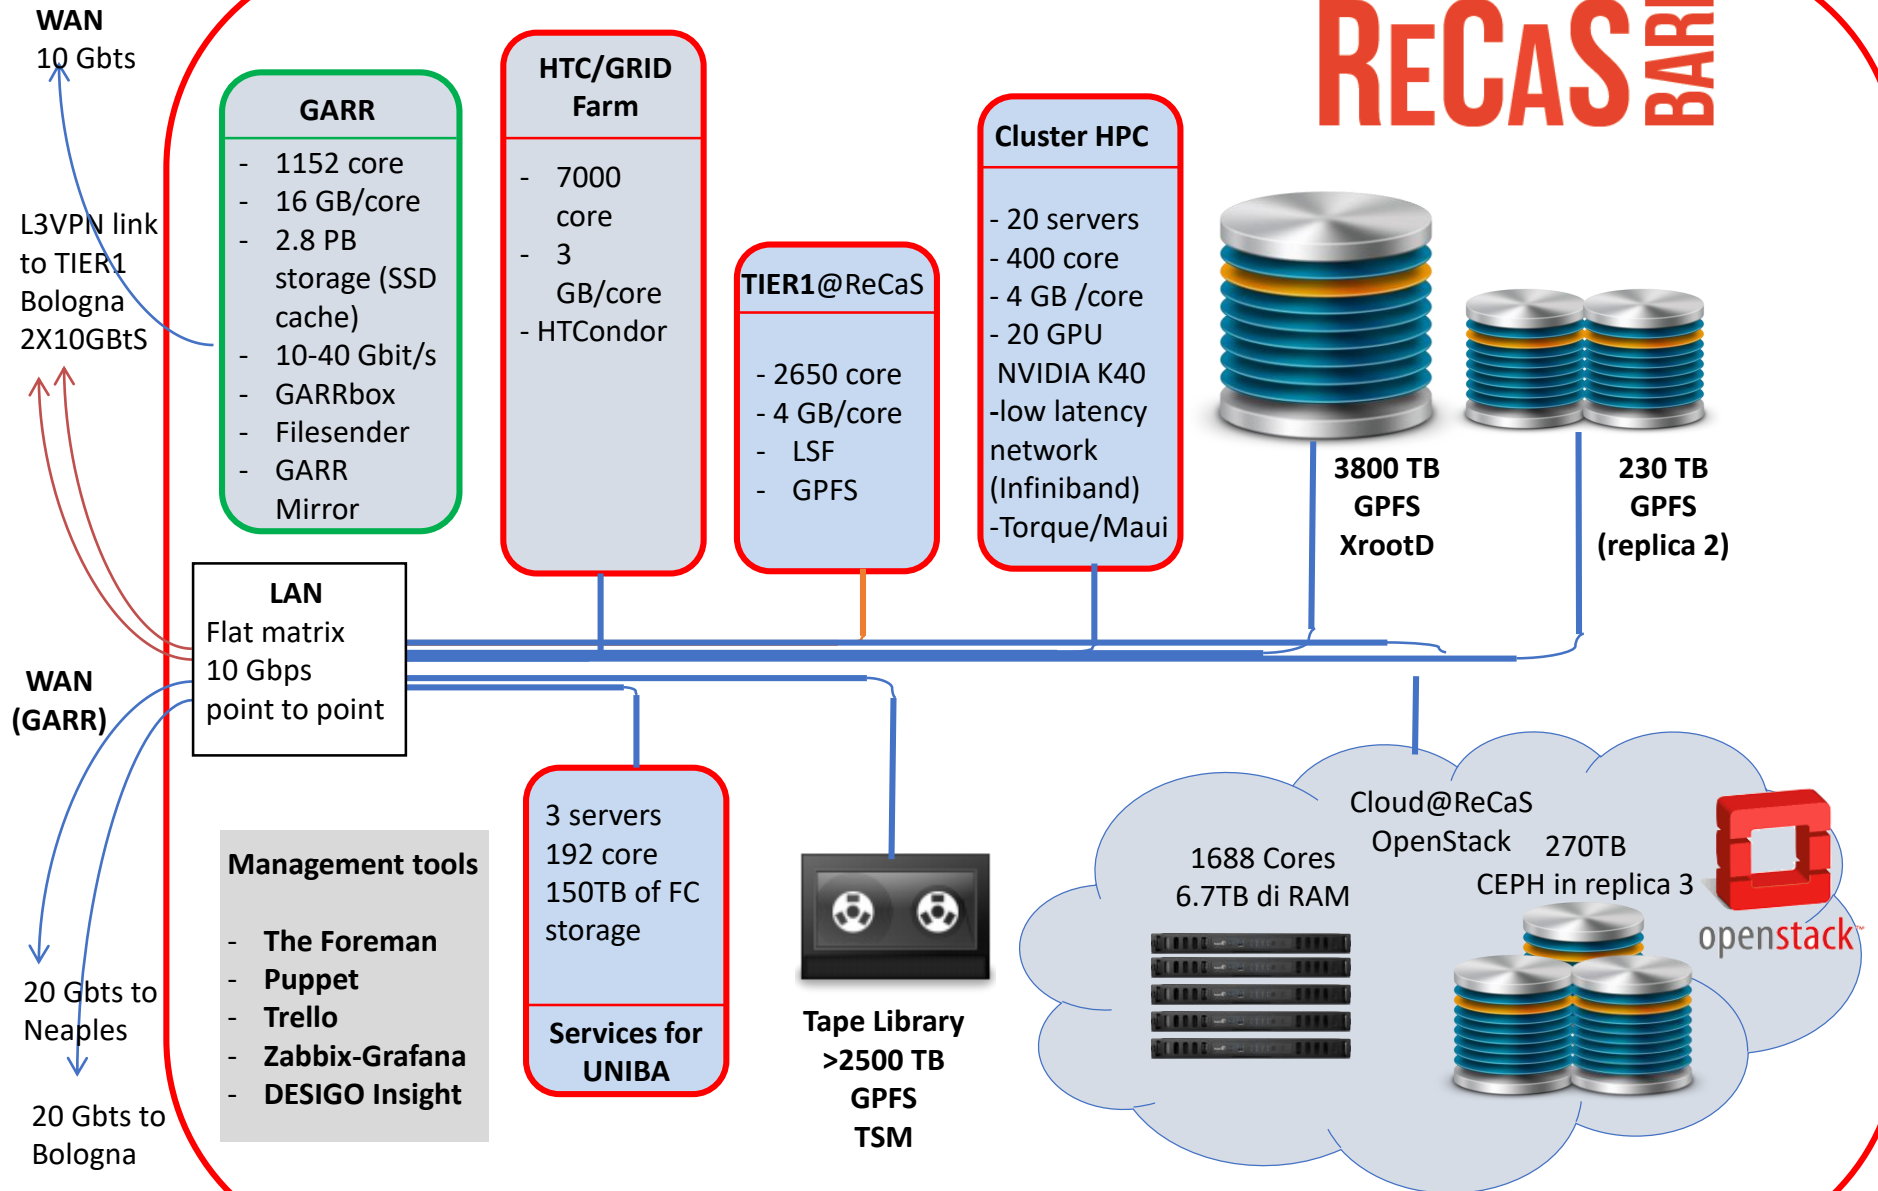 WAN
10 Gbts
L3VPN link
to TIER1
Bologna
2X10GBtS
WAN
(GARR)
20 Gbts to
Neaples
20 Gbts to
Bologna
GARR
- 1152 core
- 16 GB/core
- 2.8 PB
storage (SSD
cache)
- 10-40 Gbit/s
- GARRbox
- Filesender
- GARR
Mirror
HTC/GRID
Farm
- 7000
core
- 3
GB/core
- HTCondor
TIER1@ReCaS
- 2650 core
- 4 GB/core
- LSF
- GPFS
Cluster HPC
- 20 servers
- 400 core
- 4 GB /core
- 20 GPU
NVIDIA K40
-low latency
network
(Infiniband)
-Torque/Maui
RECAS
BARI
3800 TB
GPFS
XrootD
230 TB
GPFS
(replica 2)
LAN
Flat matrix
10 Gbps
point to point
Management tools
- The Foreman
- Puppet
- Trello
- Zabbix-Grafana
- DESIGO Insight
3 servers
192 core
150TB of FC
storage
Services for
UNIBA
Tape Library
>2500 TB
GPFS
TSM
Cloud@ReCaS
OpenStack
1688 Cores
6.7TB di RAM
270TB
CEPH in replica 3
openstack™